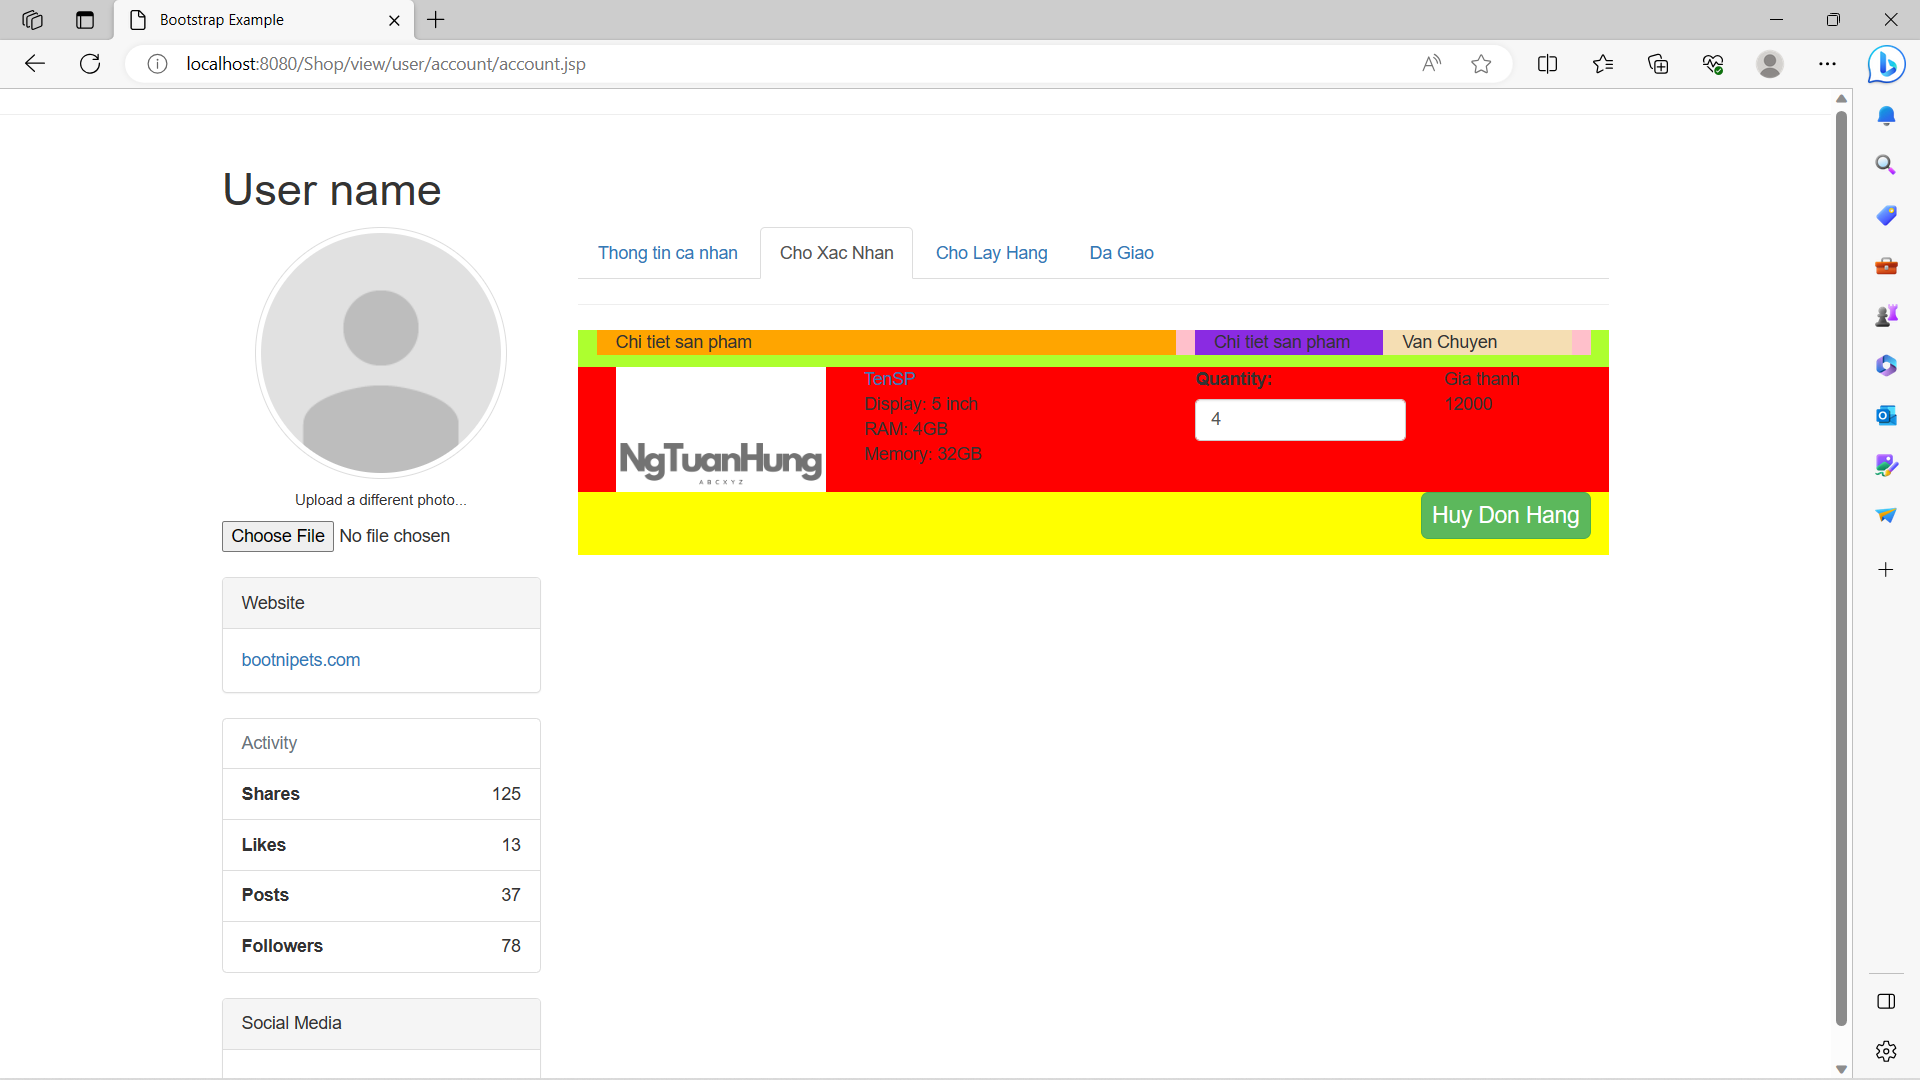 Bootstrap Example
localhost:8080/Shop/view/user/account/account.jsp
User name
Thong tin ca nhan
Cho Xac Nhan
Cho Lay Hang
Da Giao
Chi tiet san pham
Chi tiet san pham
Van Chuyen
NgTuanHung
ABCXYZ
TenSP
Display: 5 inch
RAM: 4GB
Memory: 32GB
Quantity:
4
Gia thanh
12000
Huy Don Hang
Upload a different photo...
Choose File No file chosen
Website
bootnipets.com
Activity
Shares 125
Likes 13
Posts 37
Followers 78
Social Media